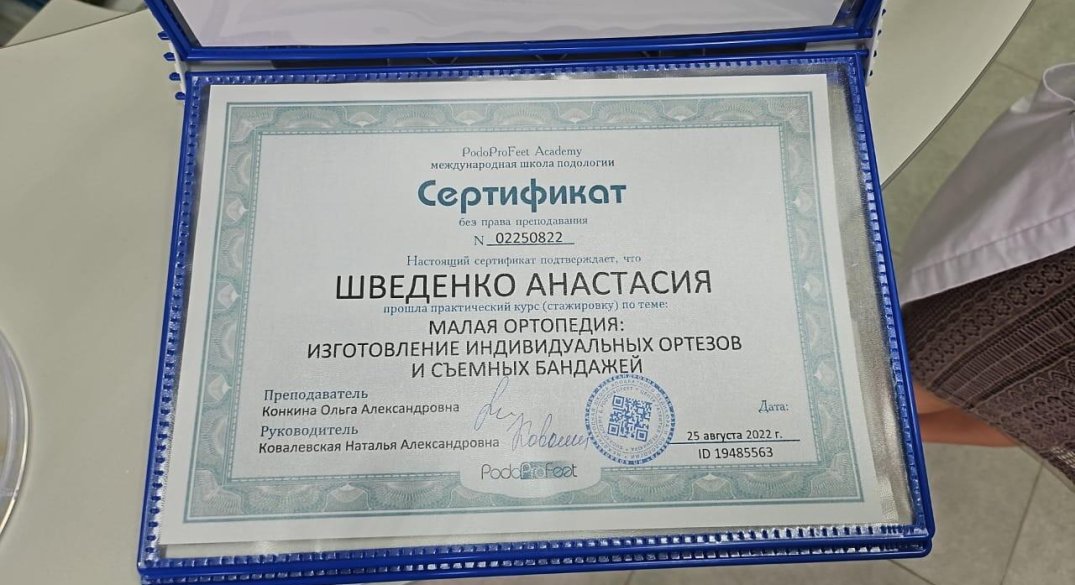 PodoProFeet Academy
международная школа подологии
Сертификат
без права преподавания
N 02250822
Настоящий сертификат подтверждает, что
ШВЕДЕНКО АНАСТАСИЯ
прошла практический курс (стажировку) по теме:
МАЛАЯ ОРТОПЕДИЯ:
ИЗГОТОВЛЕНИЕ ИНДИВИДУАЛЬНЫХ ОРТЕЗОВ
И СЪЕМНЫХ БАНДАЖЕЙ
Преподаватель
Конкина Ольга Александровна
Руководитель
Ковалевская Наталья Александровна
Дата:
25 августа 2022 г.
ID 19485563
PodoProFeet